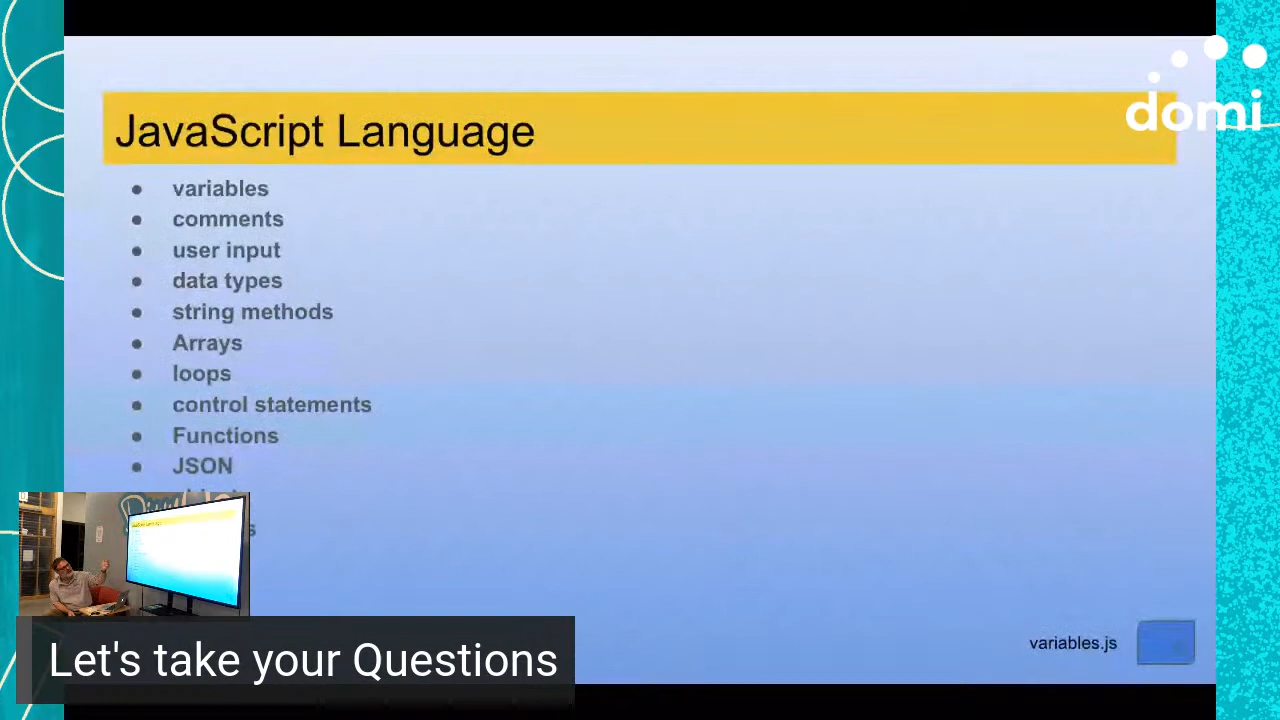 domi
JavaScript Language
variables
comments
user input
data types
string methods
Arrays
loops
control statements
Functions
JSON
variables.js
Let's take your Questions